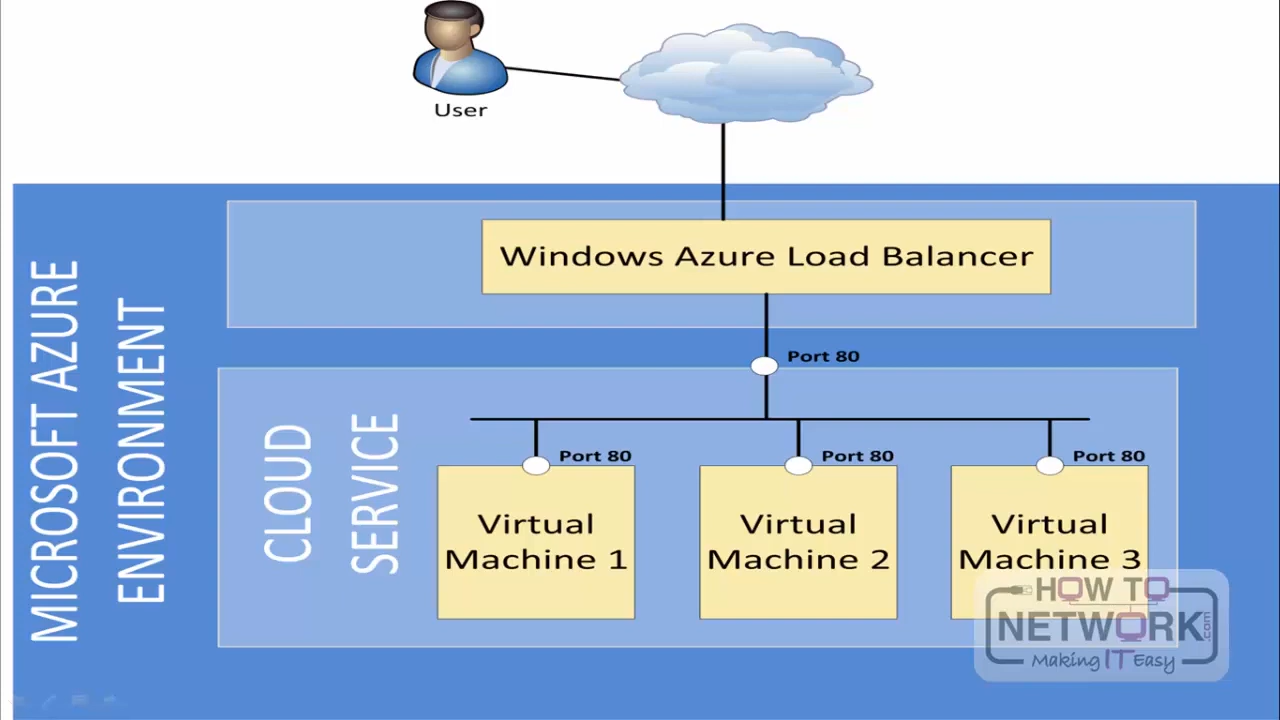 User
MICROSOFT AZURE
ENVIRONMENT
Windows Azure Load Balancer
Port 80
CLOUD
SERVICE
Port 80
Port 80
Port 80
Virtual
Machine 1
Virtual
Machine 2
Virtual
Machine 3
HOW TO
NETWORK.com
Making IT Easy